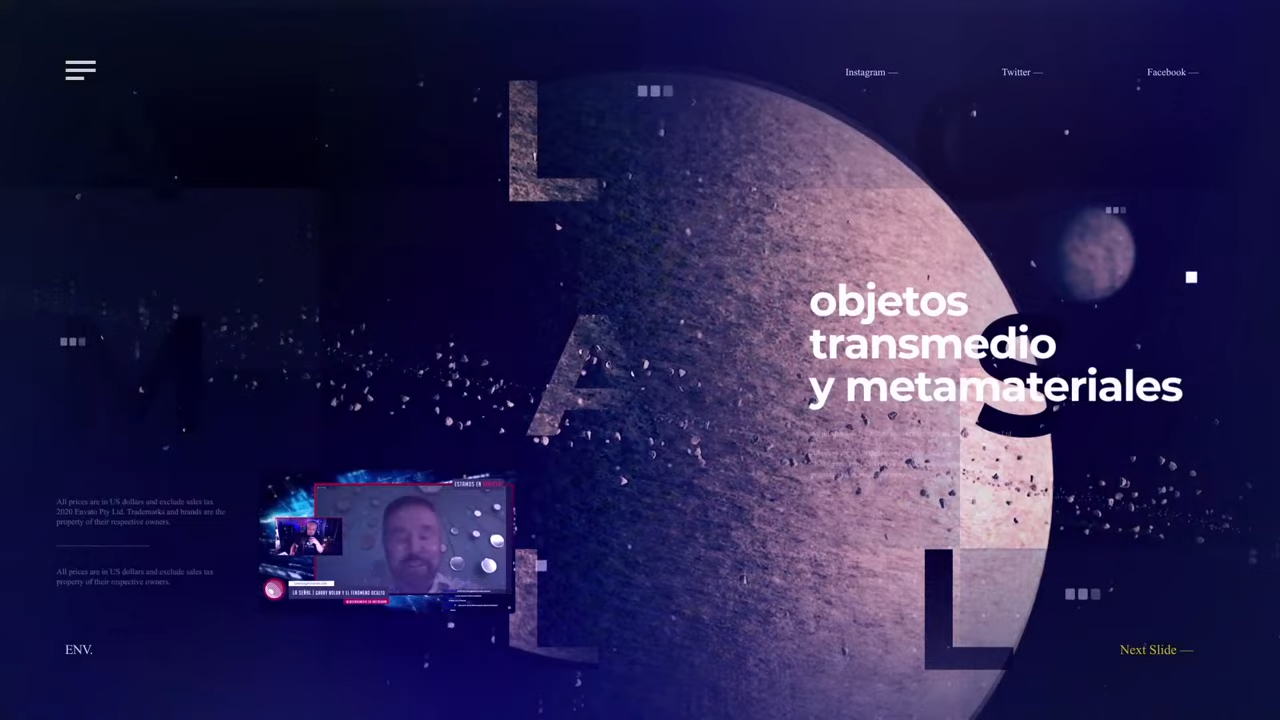 Instagram —
Twitter —
Facebook —
L
objetos
transmedio
y metamateriales
M
A
S
All prices are in US dollars and exclude sales tax
2020 Envato Pty Ltd. Trademarks and brands are the
property of their respective owners.
All prices are in US dollars and exclude sales tax
property of their respective owners.
ESTAMOS EN
LA SEÑAL | GARRY NOLAN Y EL FENÓMENO OCULTO
L
L
ENV.
Next Slide —